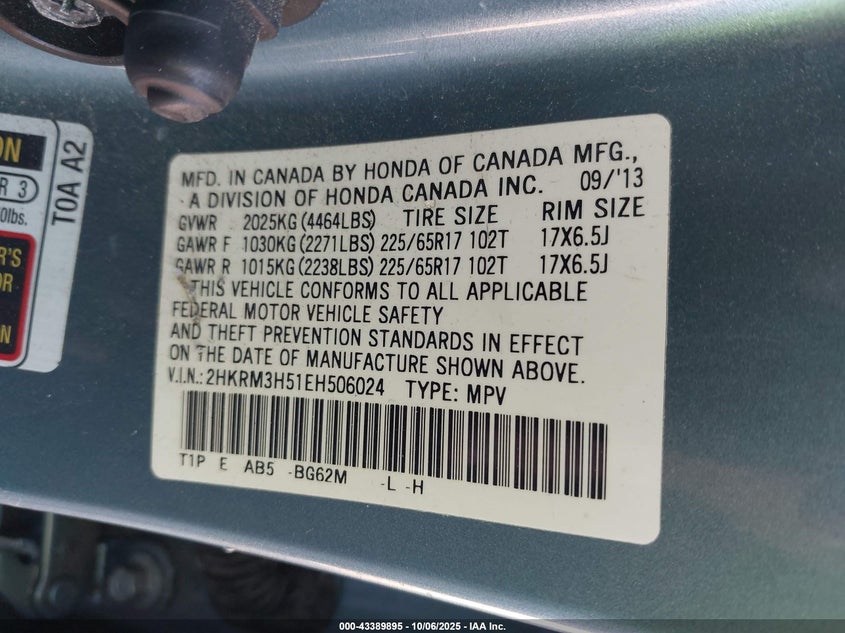 ON
R 3
0lbs.
R'S
OR
N
T0A A2
MFD. IN CANADA BY HONDA OF CANADA MFG.,
A DIVISION OF HONDA CANADA INC. 09/'13
GVWR 2025KG (4464LBS) TIRE SIZE RIM SIZE
GAWR F 1030KG (2271LBS) 225/65R17 102T 17X6.5J
GAWR R 1015KG (2238LBS) 225/65R17 102T 17X6.5J
THIS VEHICLE CONFORMS TO ALL APPLICABLE
FEDERAL MOTOR VEHICLE SAFETY
AND THEFT PREVENTION STANDARDS IN EFFECT
ON THE DATE OF MANUFACTURE SHOWN ABOVE.
V.I.N.: 2HKRM3H51EH506024 TYPE: MPV
T1P E AB5 -BG62M -L -H
000-43389895 - 10/06/2025 - IAA Inc.